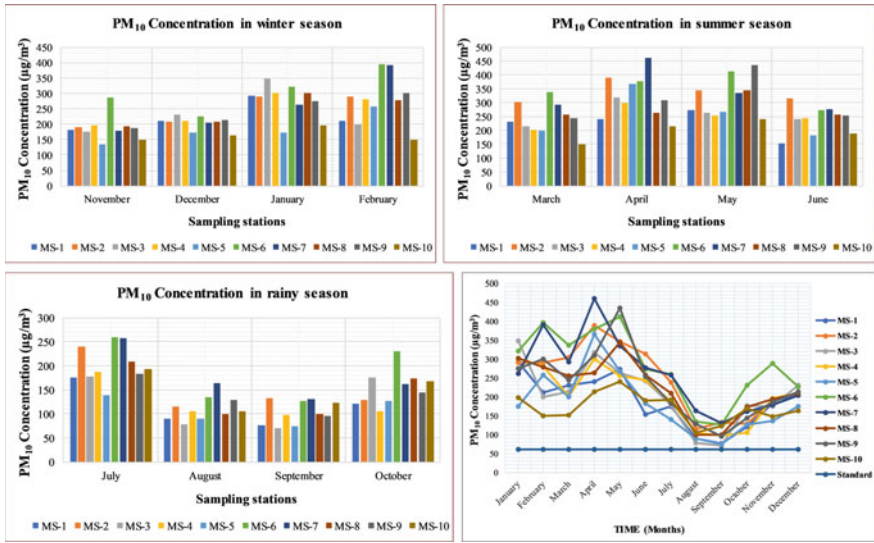 PM₁₀ Concentration in winter season
PM₁₀ Concentration (µg/m³)
450
400
350
300
250
200
150
100
50
0
November December January February
Sampling stations
MS-1 MS-2 MS-3 MS-4 MS-5 MS-6 MS-7 MS-8 MS-9 MS-10
PM₁₀ Concentration in summer season
PM₁₀ Concentration (µg/m³)
500
450
400
350
300
250
200
150
100
50
0
March April May June
Sampling stations
MS-1 MS-2 MS-3 MS-4 MS-5 MS-6 MS-7 MS-8 MS-9 MS-10
PM₁₀ Concentration in rainy season
PM₁₀ Concentration (µg/m³)
300
250
200
150
100
50
0
July August September October
Sampling stations
MS-1 MS-2 MS-3 MS-4 MS-5 MS-6 MS-7 MS-8 MS-9 MS-10
PM₁₀ Concentration (µg/m³)
500
450
400
350
300
250
200
150
100
50
0
January February March April May June July August September October November December
TIME (Months)
MS-1
MS-2
MS-3
MS-4
MS-5
MS-6
MS-7
MS-8
MS-9
MS-10
Standard